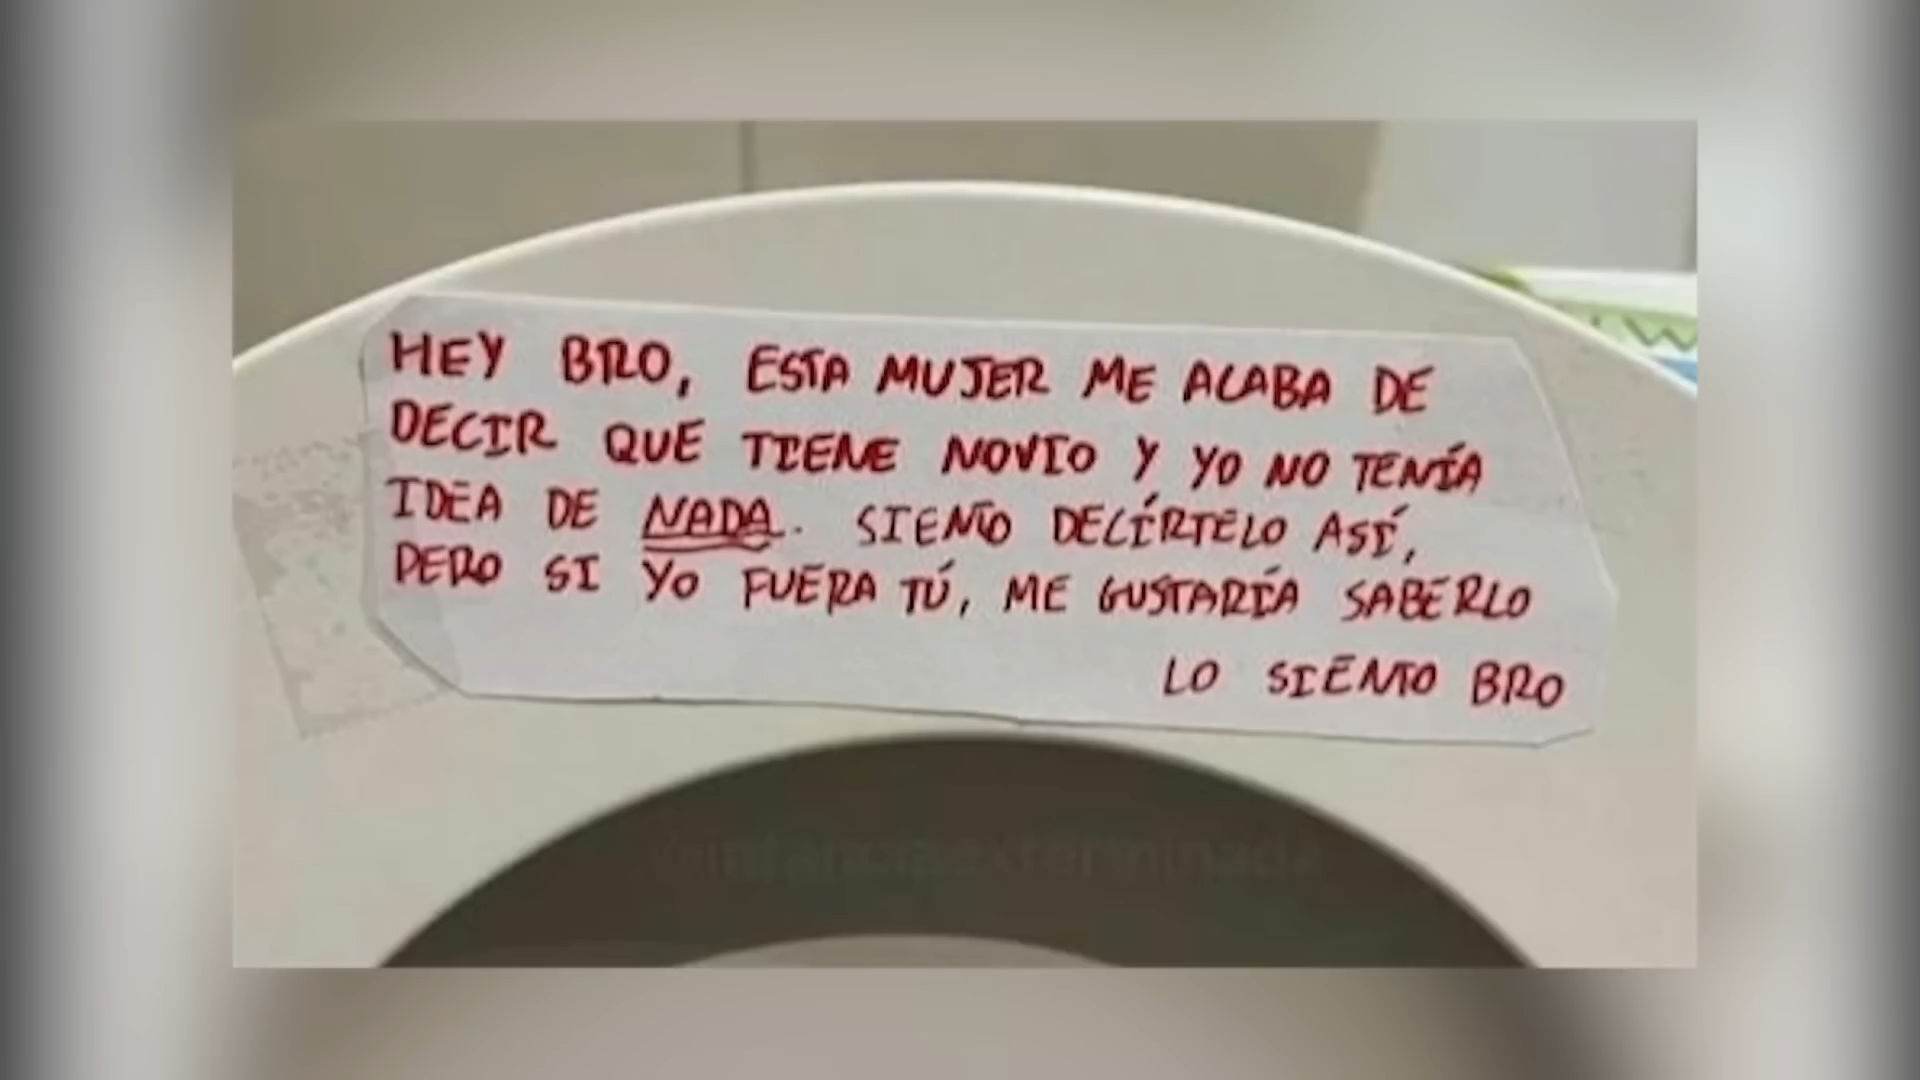 HEY BRO, ESTA MUJER ME ACABA DE
DECIR QUE TIENE NOVIO Y YO NO TENÍA
IDEA DE NADA. SIENTO DECÍRTELO ASÍ,
PERO SI YO FUERA TÚ, ME GUSTARÍA SABERLO
LO SIENTO BRO